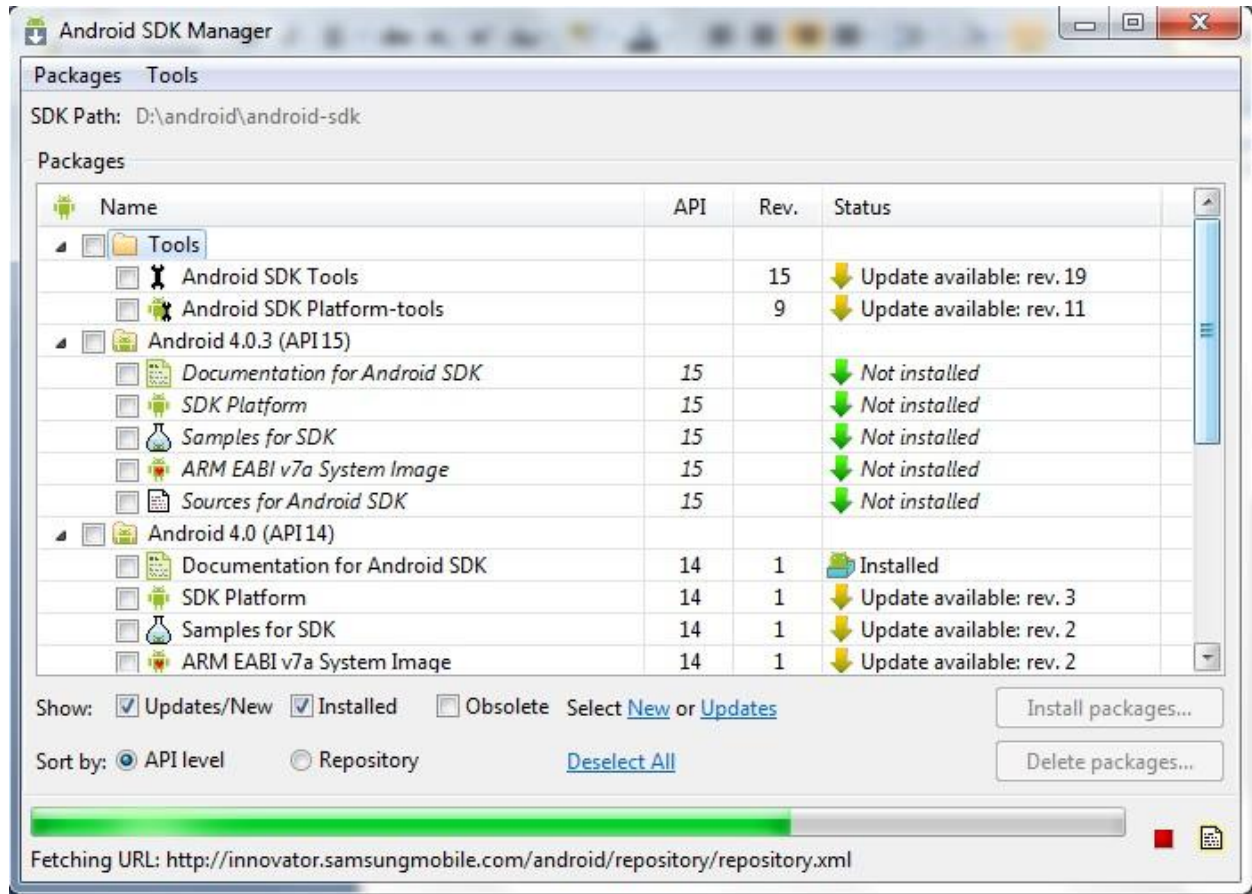 Android SDK Manager
Packages Tools
SDK Path: D:\android\android-sdk
Packages
Name API Rev. Status
Tools
Android SDK Tools 15 Update available: rev. 19
Android SDK Platform-tools 9 Update available: rev. 11
Android 4.0.3 (API 15)
Documentation for Android SDK 15 Not installed
SDK Platform 15 Not installed
Samples for SDK 15 Not installed
ARM EABI v7a System Image 15 Not installed
Sources for Android SDK 15 Not installed
Android 4.0 (API 14)
Documentation for Android SDK 14 1 Installed
SDK Platform 14 1 Update available: rev. 3
Samples for SDK 14 1 Update available: rev. 2
ARM EABI v7a System Image 14 1 Update available: rev. 2
Show: Updates/New Installed Obsolete Select New or Updates Install packages...
Sort by: API level Repository Deselect All Delete packages...
Fetching URL: http://innovator.samsungmobile.com/android/repository/repository.xml